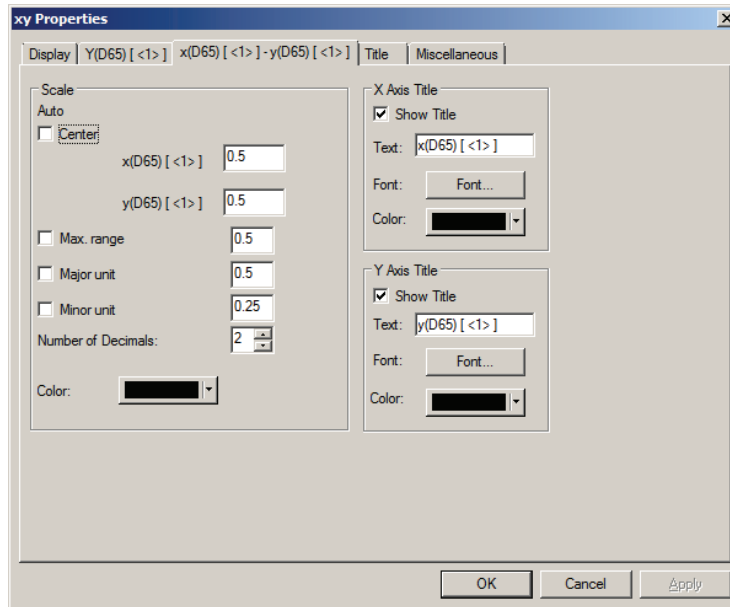 xy Properties
Display Y(D65) [ <1> ] x(D65) [ <1> ] - y(D65) [ <1> ] Title Miscellaneous
Scale
Auto
Center
x(D65) [ <1> ] 0.5
y(D65) [ <1> ] 0.5
Max. range 0.5
Major unit 0.5
Minor unit 0.25
Number of Decimals: 2
Color:
X Axis Title
Show Title
Text: x(D65) [ <1> ]
Font: Font...
Color:
Y Axis Title
Show Title
Text: y(D65) [ <1> ]
Font: Font...
Color:
OK Cancel Apply